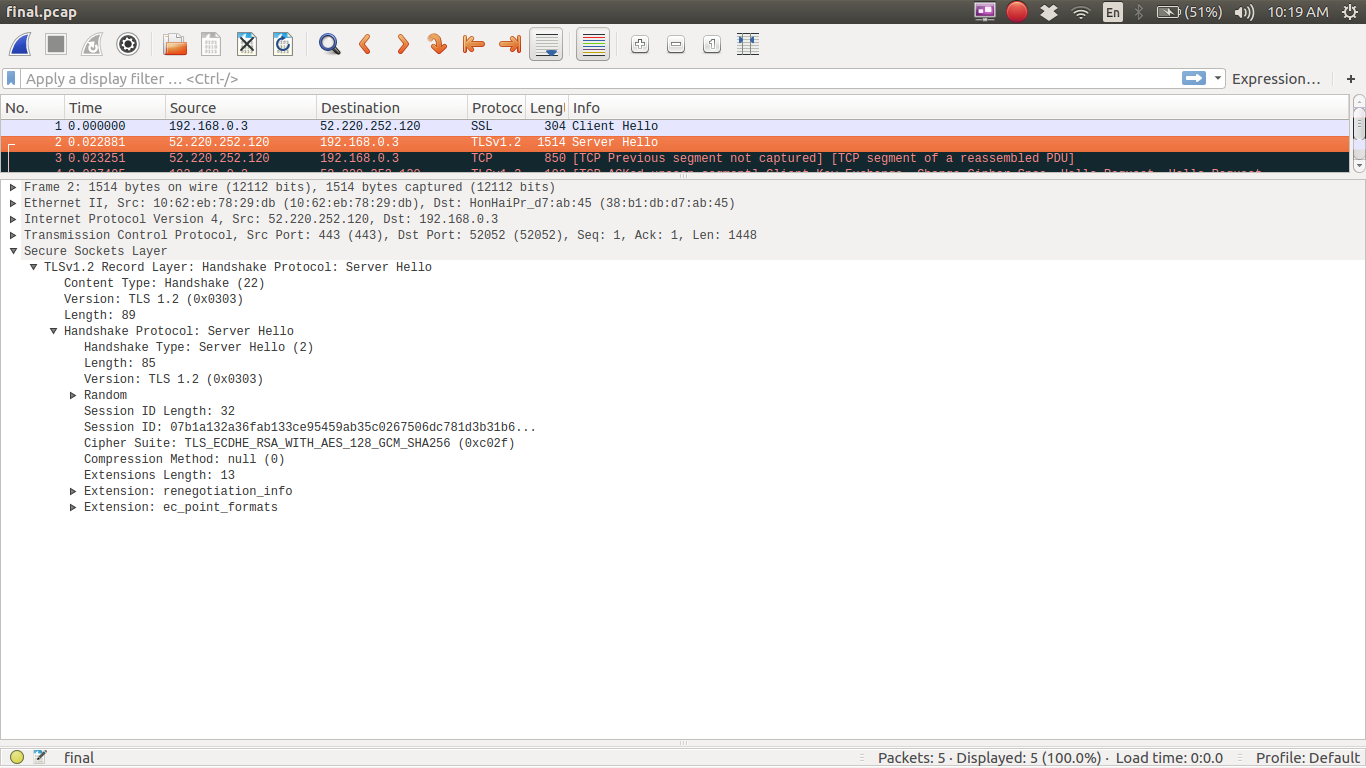 final.pcap En (51%) 10:19 AM
Apply a display filter … <Ctrl-/> Expression… +
No. Time Source Destination Protocc Lengt Info
1 0.000000 192.168.0.3 52.220.252.120 SSL 304 Client Hello
2 0.022881 52.220.252.120 192.168.0.3 TLSv1.2 1514 Server Hello
3 0.023251 52.220.252.120 192.168.0.3 TCP 850 [TCP Previous segment not captured] [TCP segment of a reassembled PDU]
Frame 2: 1514 bytes on wire (12112 bits), 1514 bytes captured (12112 bits)
Ethernet II, Src: 10:62:eb:78:29:db (10:62:eb:78:29:db), Dst: HonHaiPr_d7:ab:45 (38:b1:db:d7:ab:45)
Internet Protocol Version 4, Src: 52.220.252.120, Dst: 192.168.0.3
Transmission Control Protocol, Src Port: 443 (443), Dst Port: 52052 (52052), Seq: 1, Ack: 1, Len: 1448
Secure Sockets Layer
TLSv1.2 Record Layer: Handshake Protocol: Server Hello
Content Type: Handshake (22)
Version: TLS 1.2 (0x0303)
Length: 89
Handshake Protocol: Server Hello
Handshake Type: Server Hello (2)
Length: 85
Version: TLS 1.2 (0x0303)
Random
Session ID Length: 32
Session ID: 07b1a132a36fab133ce95459ab35c0267506dc781d3b31b6...
Cipher Suite: TLS_ECDHE_RSA_WITH_AES_128_GCM_SHA256 (0xc02f)
Compression Method: null (0)
Extensions Length: 13
Extension: renegotiation_info
Extension: ec_point_formats
final Packets: 5 · Displayed: 5 (100.0%) · Load time: 0:0.0 Profile: Default